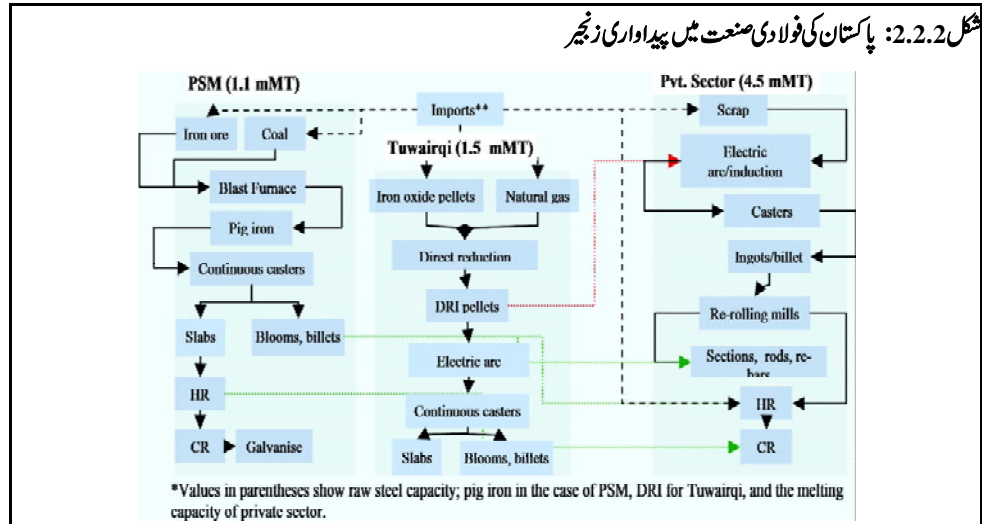 شکل2.2.2: پاکستان کی فولادی صنعت میں پیداواری زنجیر
PSM (1.1 mMT)
Iron ore
Coal
Blast Furnace
Pig iron
Continuous casters
Slabs
Blooms, billets
HR
CR
Galvanise
Imports**
Tuwairqi (1.5 mMT)
Iron oxide pellets
Natural gas
Direct reduction
DRI pellets
Electric arc
Continuous casters
Slabs
Blooms, billets
Pvt. Sector (4.5 mMT)
Scrap
Electric
arc/induction
Casters
Ingots/billet
Re-rolling mills
Sections, rods, re-
bars
HR
CR
*Values in parentheses show raw steel capacity; pig iron in the case of PSM, DRI for Tuwairqi, and the melting
capacity of private sector.